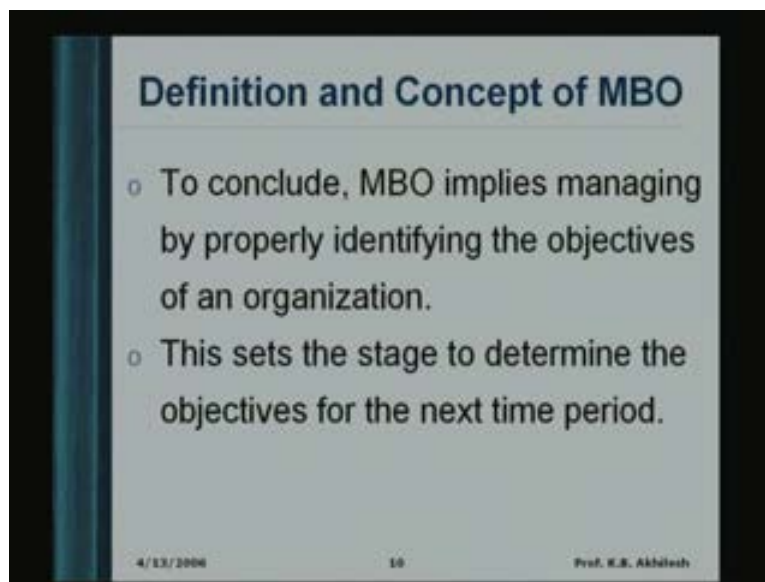 Definition and Concept of MBO
o To conclude, MBO implies managing
by properly identifying the objectives
of an organization.
o This sets the stage to determine the
objectives for the next time period.
4/13/2006 10 Prof. K.B. Akhilesh